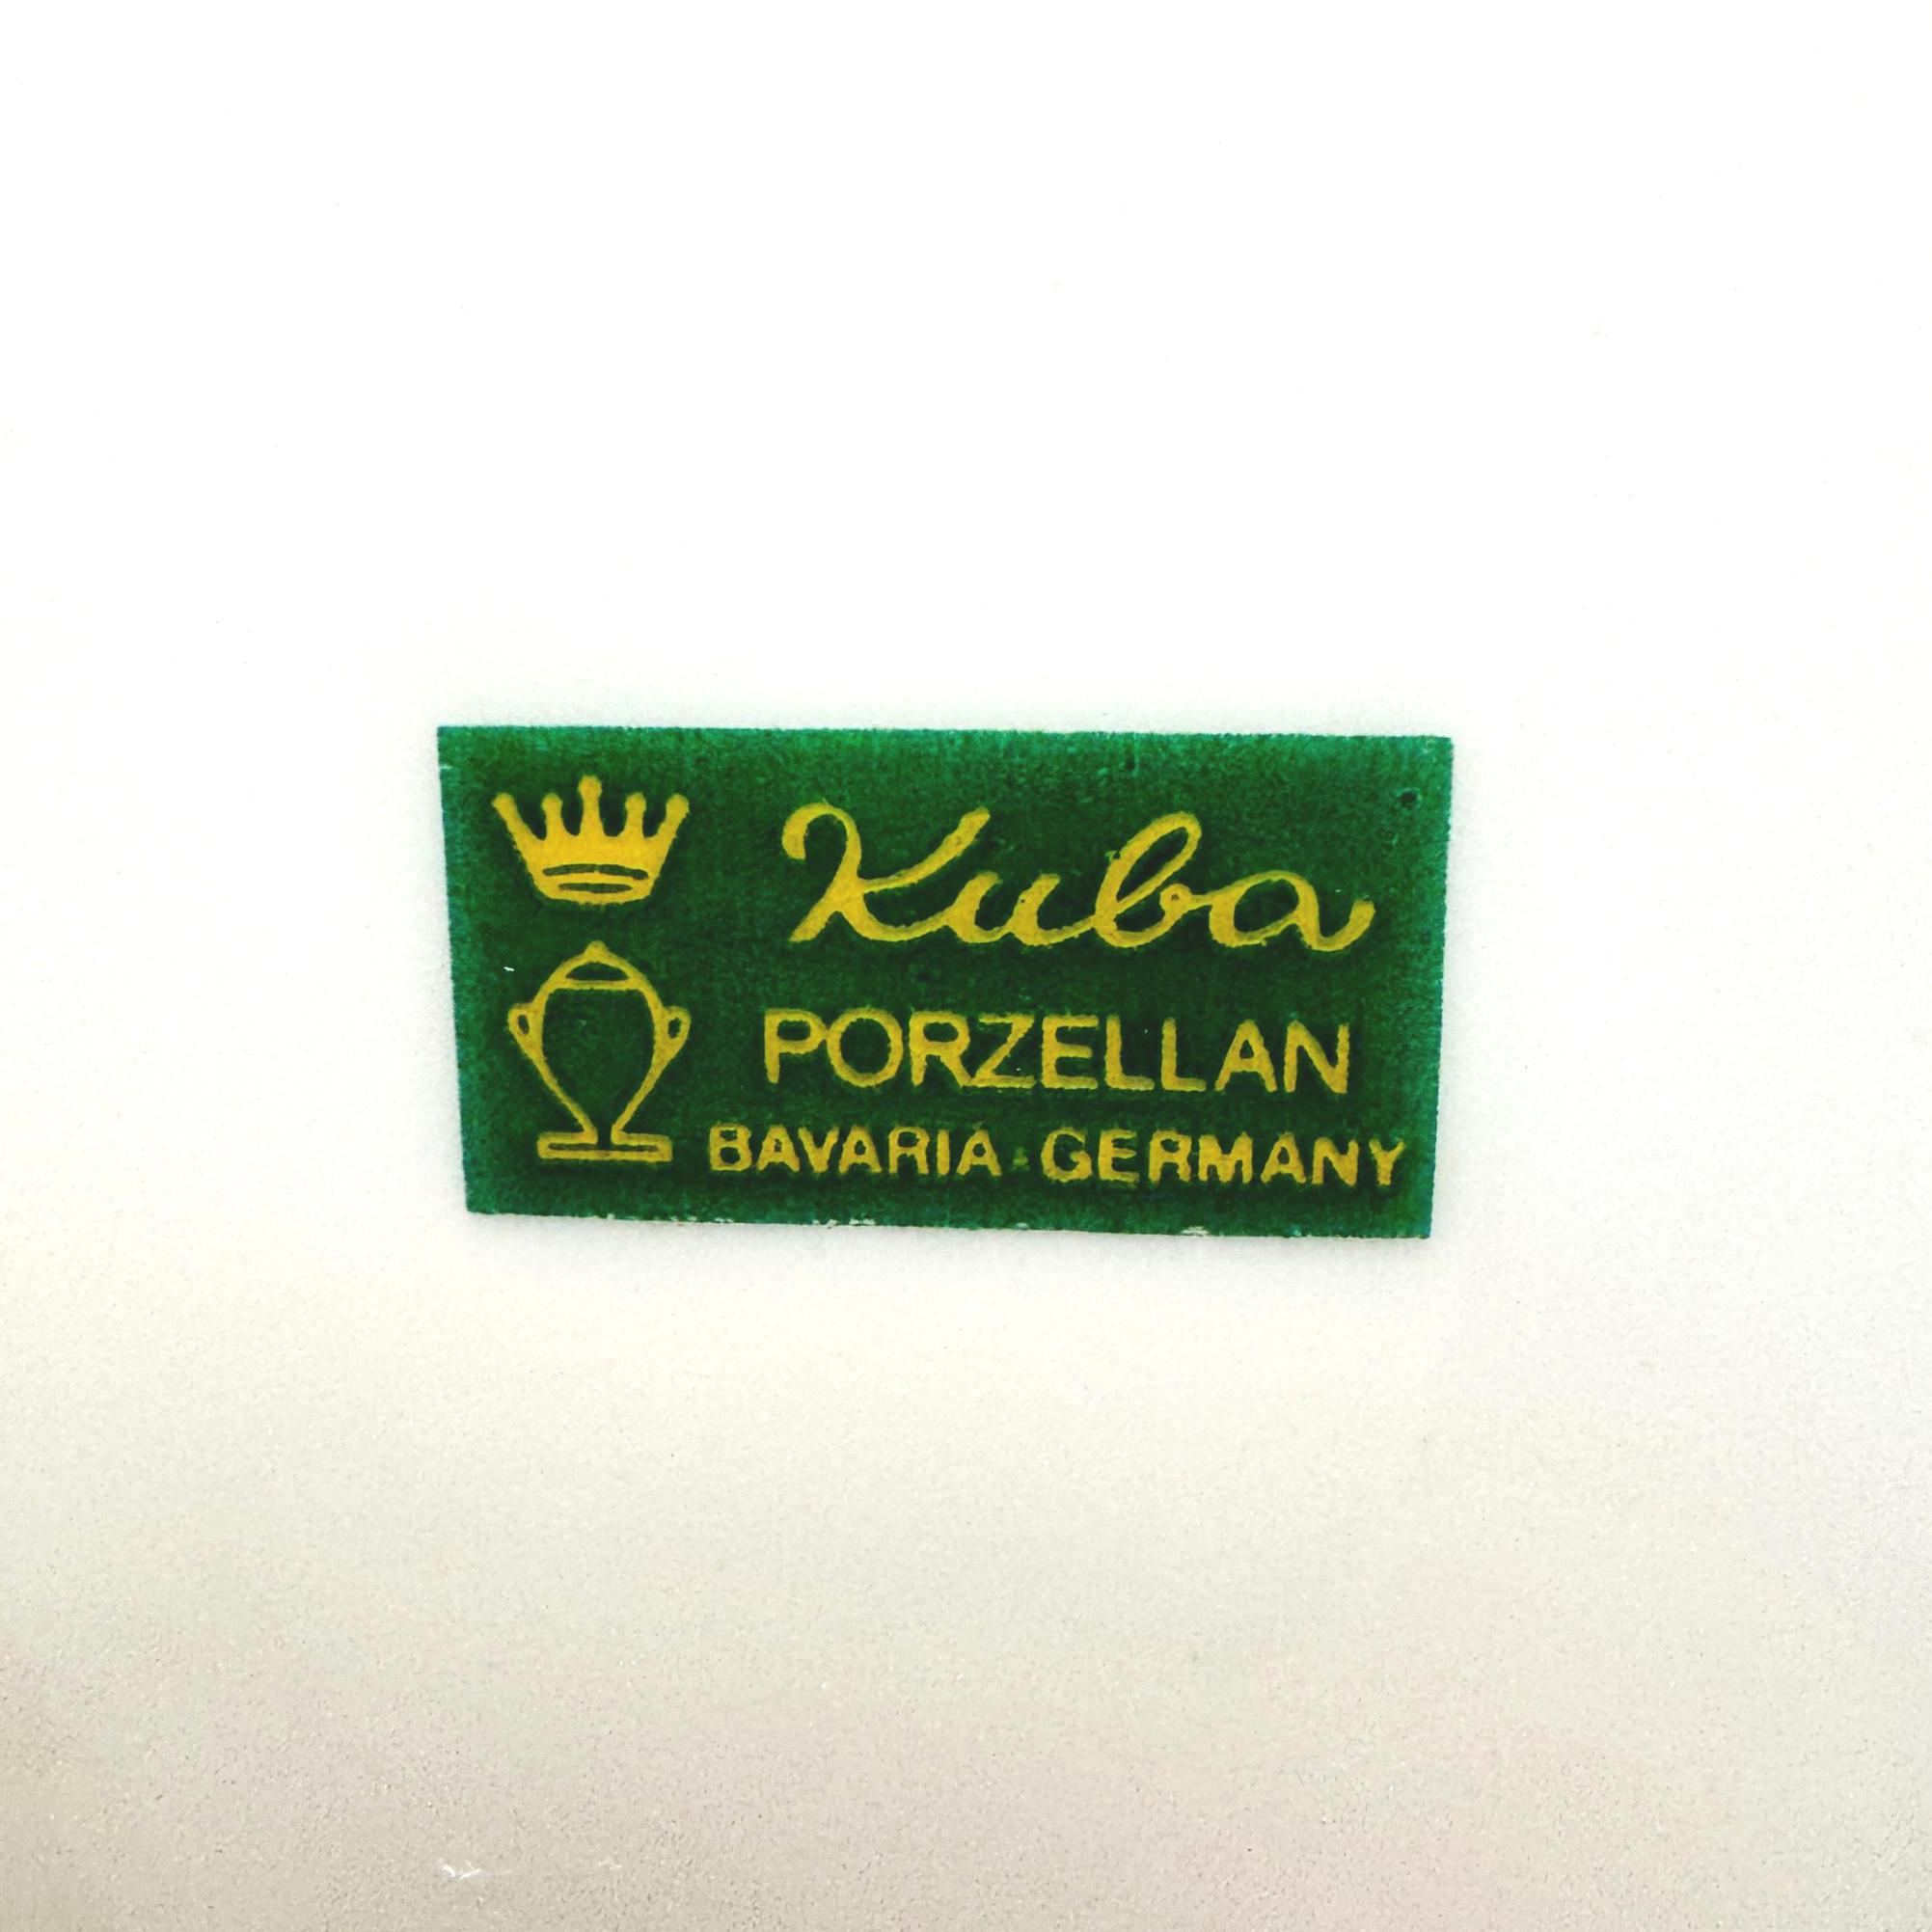 Kuba
PORZELLAN
BAVARIA · GERMANY